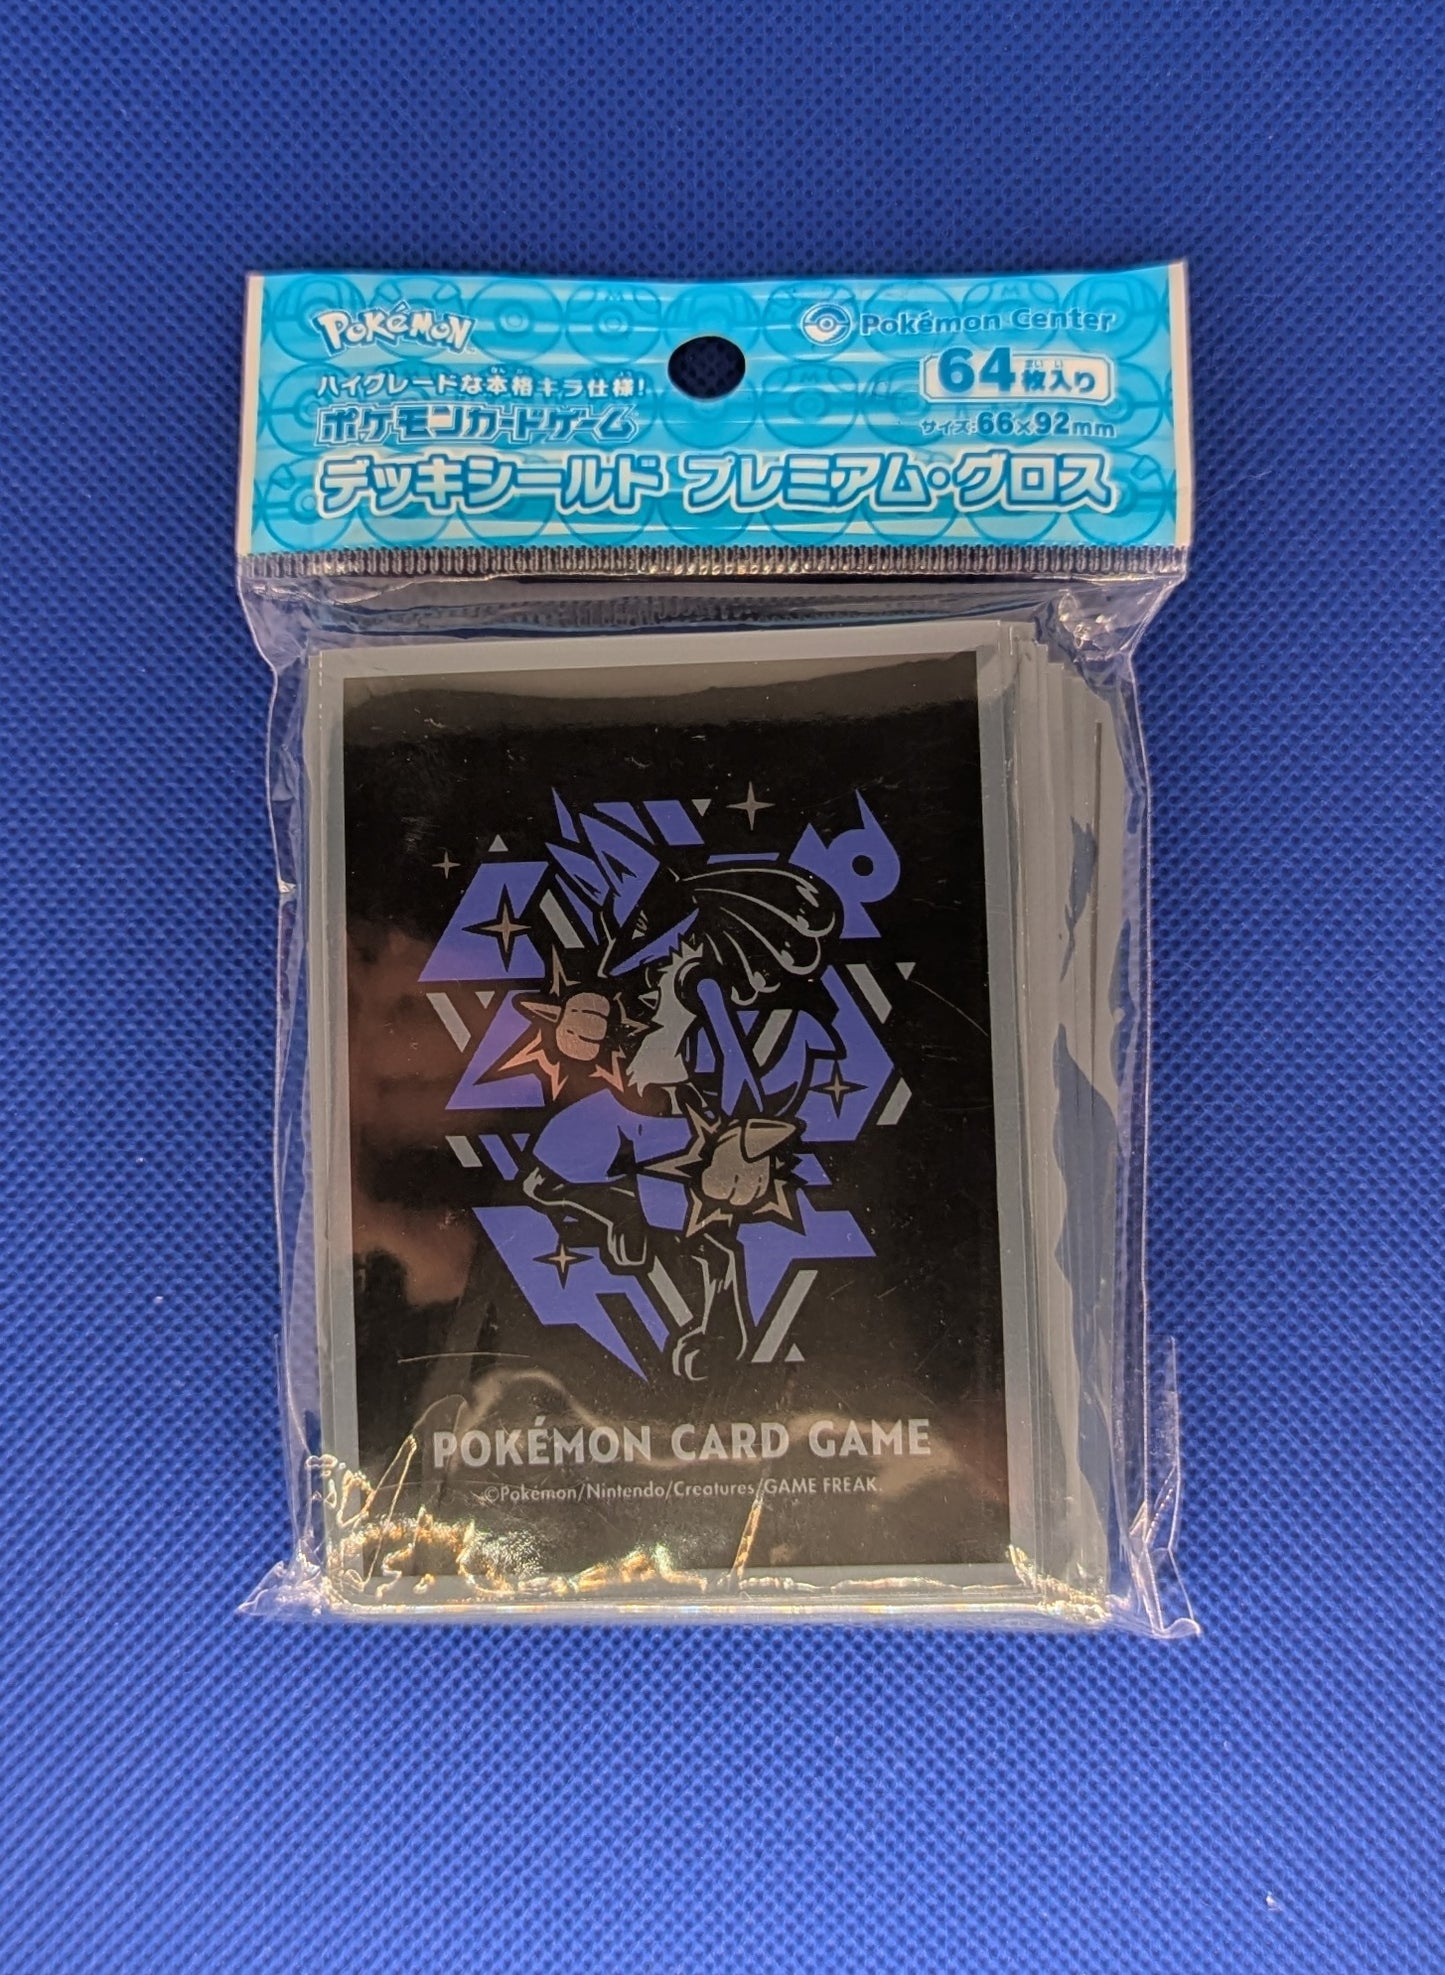 POKéMON
Pokémon Center
ハイグレードな本格キラ仕様!
64枚入り
ポケモンカードゲーム
サイズ:66×92mm
デッキシールド プレミアム・グロス
POKÉMON CARD GAME
©Pokémon/Nintendo/Creatures/GAME FREAK.